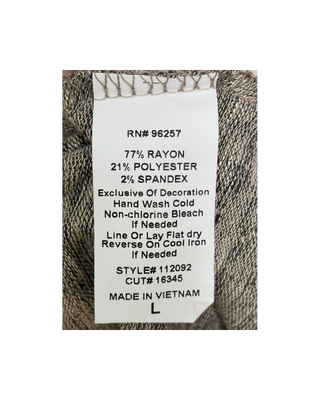 RN# 96257
77% RAYON
21% POLYESTER
2% SPANDEX
Exclusive Of Decoration
Hand Wash Cold
Non-chlorine Bleach
If Needed
Line Or Lay Flat dry
Reverse On Cool Iron
If Needed
STYLE# 112092
CUT# 16345
MADE IN VIETNAM
L